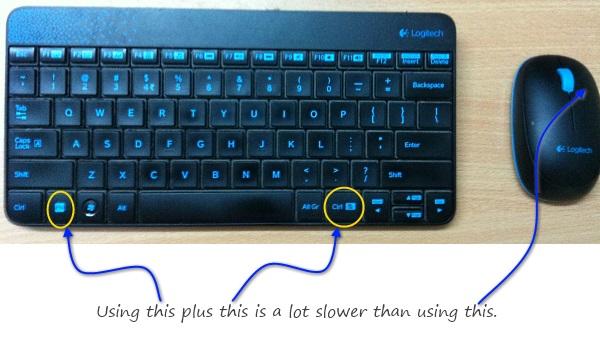 Logitech
Esc F1 F2 F3 F4 F5 F6 F7 F8 F9 F10 F11 F12 Insert Delete
~ ! @ # $ % ^ & * ( ) — +
1 2 3 4 ₹ 5 6 7 8 9 0 - = Backspace
Tab Q W E R T Y U I O P { } |
Caps Lock A A S D F G H J K L : " Enter
Shift Z X C V B N M < > ? / Shift
Ctrl Fn Alt Alt Gr Ctrl
Logitech
Using this plus this is a lot slower than using this.